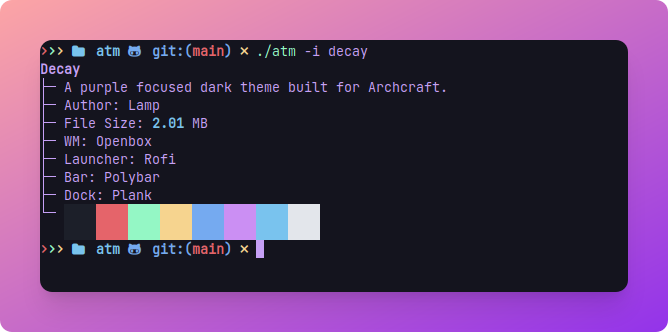 ❯❯❯ atm git:(main) × ./atm -i decay
Decay
├─ A purple focused dark theme built for Archcraft.
├─ Author: Lamp
├─ File Size: 2.01 MB
├─ WM: Openbox
├─ Launcher: Rofi
├─ Bar: Polybar
├─ Dock: Plank
❯❯❯ atm git:(main) ×